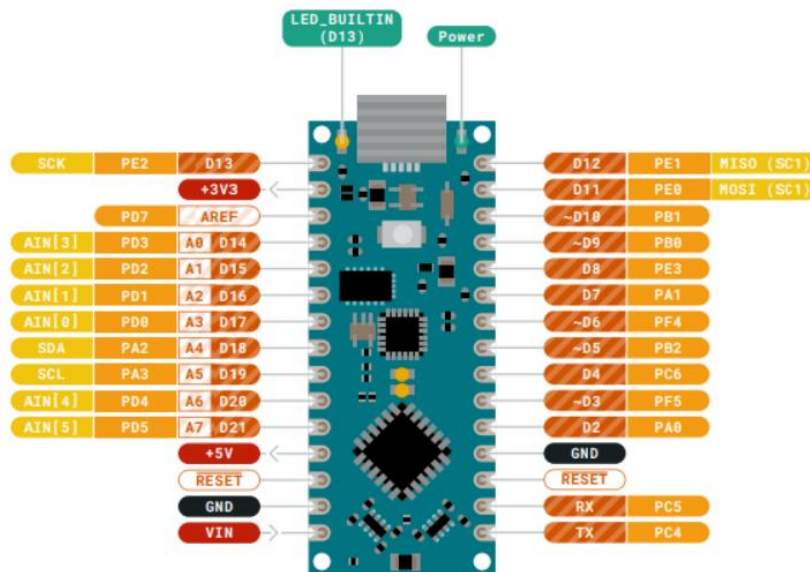 LED_BUILTIN
(D13)
Power
SCK PE2 D13
+3V3
PD7 AREF
AIN[3] PD3 A0 D14
AIN[2] PD2 A1 D15
AIN[1] PD1 A2 D16
AIN[0] PD0 A3 D17
SDA PA2 A4 D18
SCL PA3 A5 D19
AIN[4] PD4 A6 D20
AIN[5] PD5 A7 D21
+5V
RESET
GND
VIN
D12 PE1 MISO (SC1)
D11 PE0 MOSI (SC1)
~D10 PB1
~D9 PB0
D8 PE3
D7 PA1
~D6 PF4
~D5 PB2
D4 PC6
~D3 PF5
D2 PA0
GND
RESET
RX PC5
TX PC4